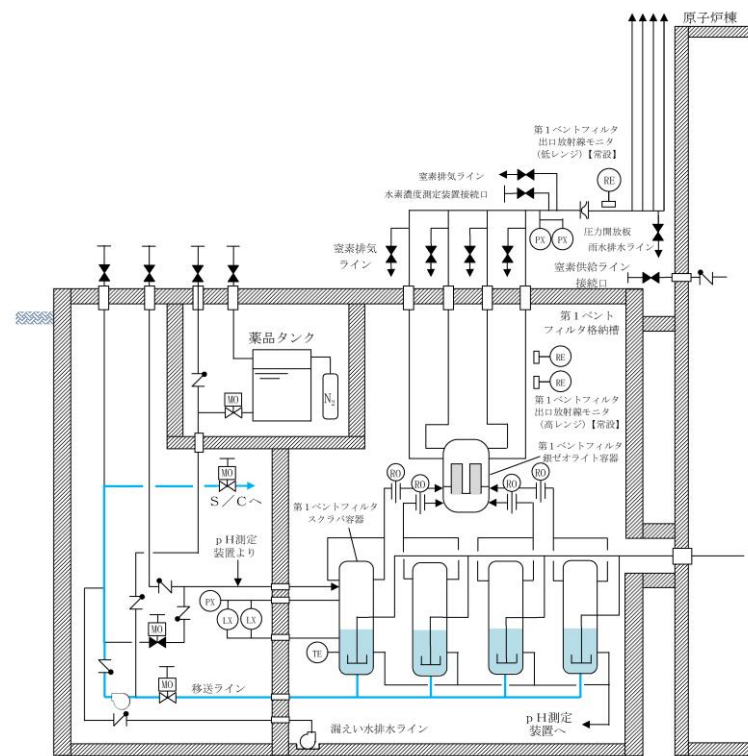 原子炉棟
第１ベントフィルタ
出口放射線モニタ
（低レンジ）【常設】
RE
窒素排気ライン
水素濃度測定装置接続口
PX
PX
圧力開放板
雨水排水ライン
窒素排気
ライン
窒素供給ライン
接続口
第１ベント
フィルタ格納槽
薬品タンク
N₂
MO
RE
RE
第１ベントフィルタ
出口放射線モニタ
（高レンジ）【常設】
第１ベントフィルタ
銀ゼオライト容器
MO
S／Cへ
RO
RO
RO
RO
第１ベントフィルタ
スクラバ容器
ｐH測定
装置より
PX
LX
LX
MO
TE
MO
移送ライン
漏えい水排水ライン
ｐH測定
装置へ